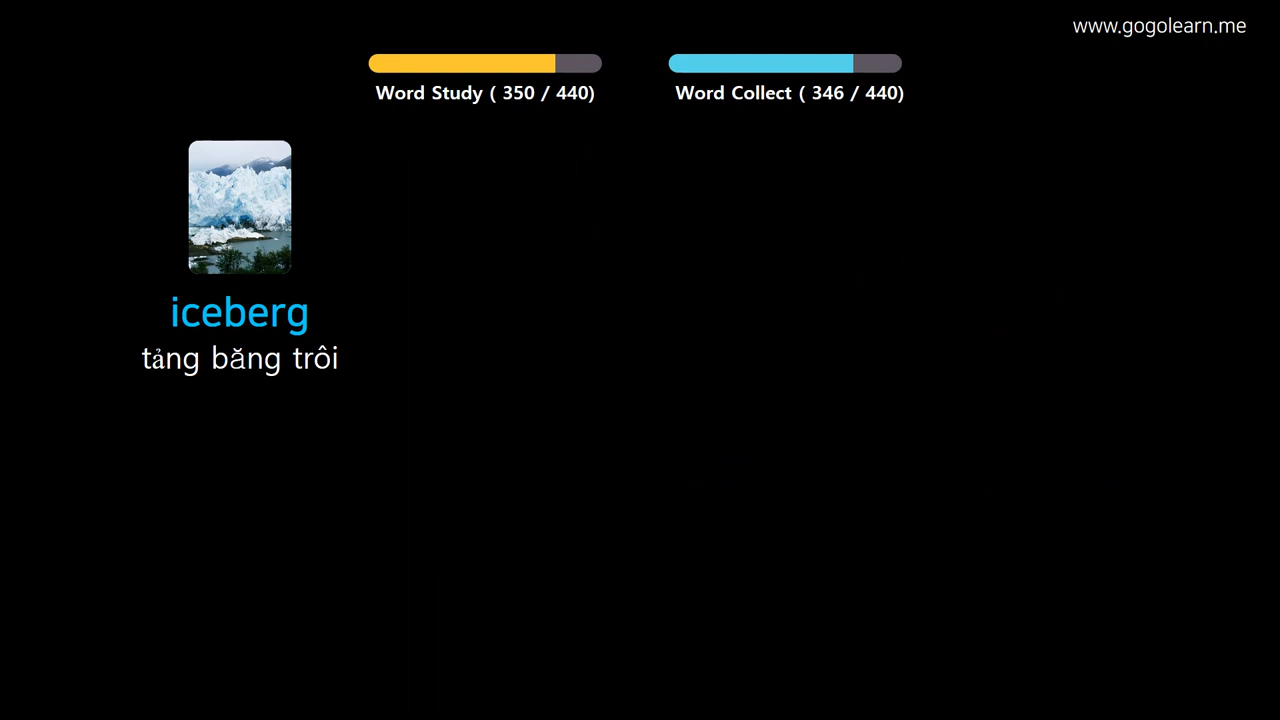 www.gogolearn.me
Word Study ( 350 / 440)
Word Collect ( 346 / 440)
iceberg
tảng băng trôi